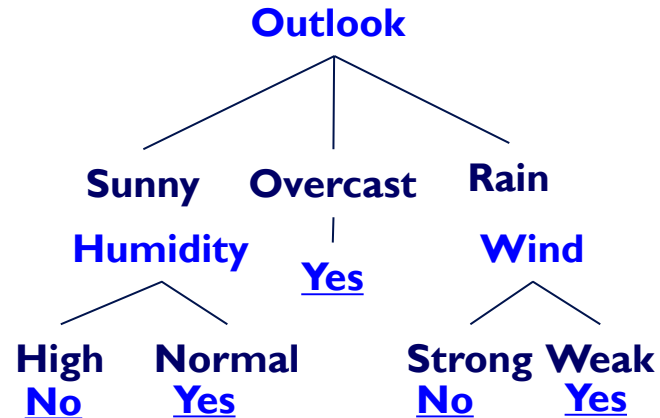 Outlook
Sunny Overcast Rain
Humidity Wind
Yes
High Normal Strong Weak
No Yes No Yes